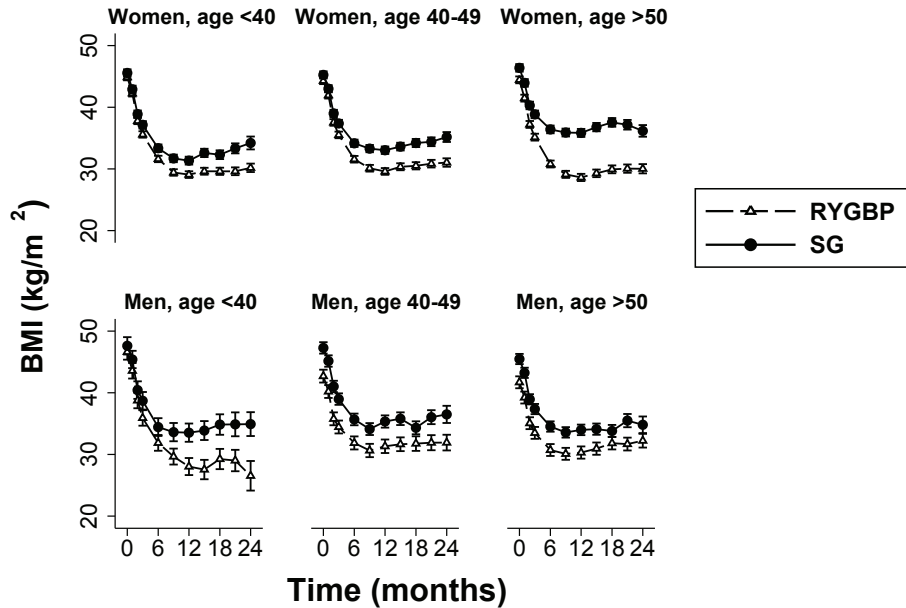 Women, age <40 Women, age 40-49 Women, age >50
50
40
30
20
RYGBP
SG
BMI (kg/m 2)
Men, age <40 Men, age 40-49 Men, age >50
50
40
30
20
0 6 12 18 24 0 6 12 18 24 0 6 12 18 24
Time (months)